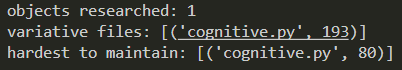 objects researched: 1
variative files: [('cognitive.py', 193)]
hardest to maintain: [('cognitive.py', 80)]